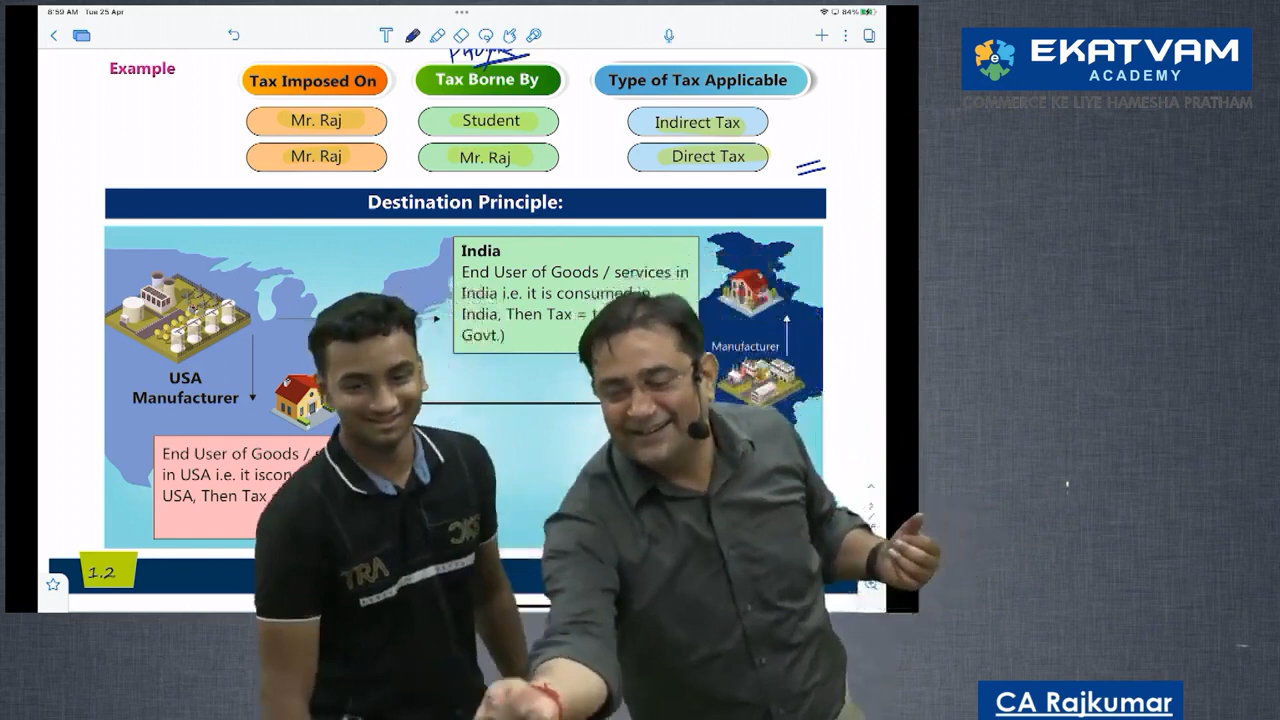 8:59 AM Tue 25 Apr
84%
EKATVAM
ACADEMY
COMMERCE KE LIYE HAMESHA PRATHAM
Example
Tax Imposed On
Tax Borne By
Type of Tax Applicable
Mr. Raj
Student
Indirect Tax
Mr. Raj
Mr. Raj
Direct Tax
Destination Principle:
India
End User of Goods / services in
India i.e. it is consumed in
India, Then Tax =
Govt.)
Manufacturer
USA
Manufacturer
End User of Goods /
in USA i.e. it iscon
USA, Then Tax
1.2
TRA
CA Rajkumar